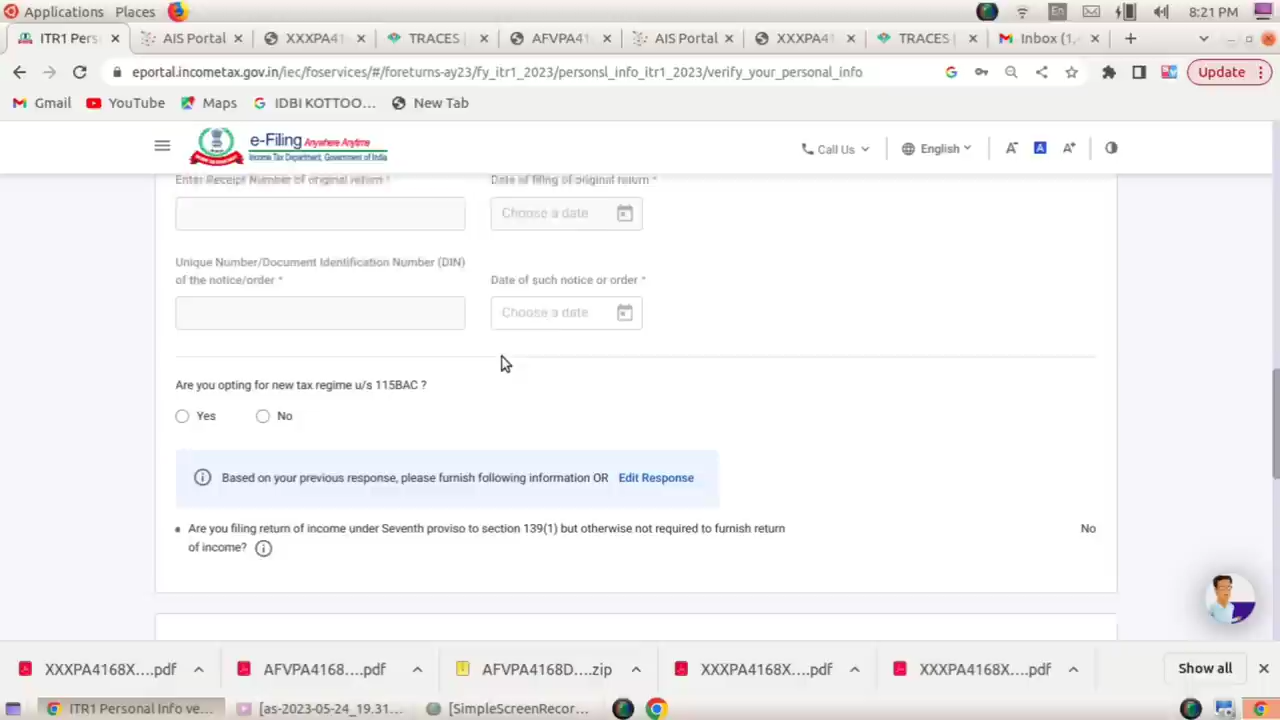 Applications Places 8:21 PM
En
ITR1 Pers AIS Portal XXXPA41 TRACES AFVPA41 AIS Portal XXXPA41 TRACES Inbox (1,
eportal.incometax.gov.in/iec/foservices/#/foreturns-ay23/fy_itr1_2023/personsl_info_itr1_2023/verify_your_personal_info Update
Gmail YouTube Maps IDBI KOTTOO... New Tab
e-Filing Anywhere Anytime
Income Tax Department, Government of India
Call Us English A- A A+
Enter Receipt Number of original return * Date of filing of original return *
Choose a date
Unique Number/Document Identification Number (DIN)
of the notice/order * Date of such notice or order *
Choose a date
Are you opting for new tax regime u/s 115BAC ?
Yes No
Based on your previous response, please furnish following information OR Edit Response
Are you filing return of income under Seventh proviso to section 139(1) but otherwise not required to furnish return No
of income?
XXXPA4168X....pdf AFVPA4168....pdf AFVPA4168D....zip XXXPA4168X....pdf XXXPA4168X....pdf Show all
ITR1 Personal Info ve... [as-2023-05-24_19.31... [SimpleScreenRecor...